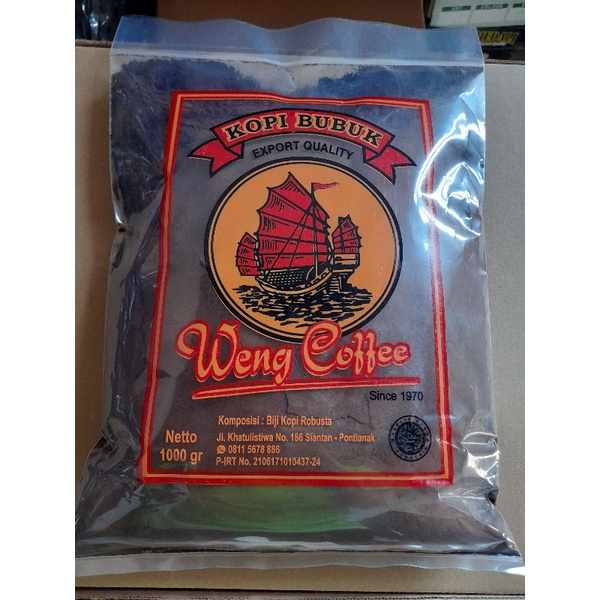 KOPI BUBUK
EXPORT QUALITY
Weng Coffee
Since 1970
Komposisi : Biji Kopi Robusta
Netto
1000 gr
Jl. Khatulistiwa No. 186 Siantan - Pontianak
0811 5678 886
P-IRT No. 2106171010437-24